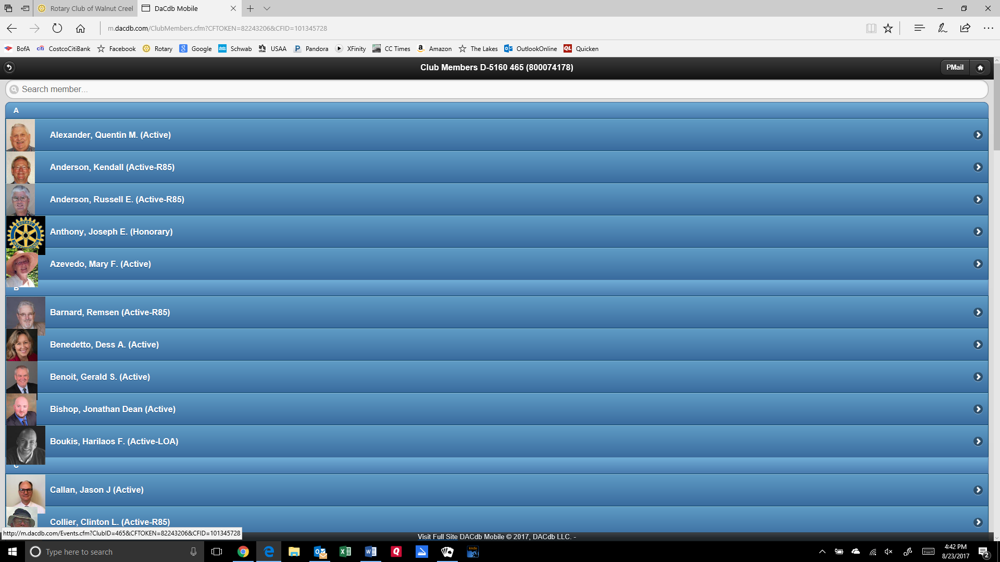 Rotary Club of Walnut Creel
DaCdb Mobile
m.dacdb.com/ClubMembers.cfm?CFTOKEN=82243206&CFID=101345728
BofA citi CostcoCitiBank Facebook Rotary Google Schwab USAA Pandora XFinity CC Times Amazon The Lakes OutlookOnline QL Quicken
Club Members D-5160 465 (800074178)
PMail
Search member...
A
Alexander, Quentin M. (Active)
Anderson, Kendall (Active-R85)
Anderson, Russell E. (Active-R85)
ROTARY INTERNATIONAL
Anthony, Joseph E. (Honorary)
Azevedo, Mary F. (Active)
B
Barnard, Remsen (Active-R85)
Benedetto, Dess A. (Active)
Benoit, Gerald S. (Active)
Bishop, Jonathan Dean (Active)
Boukis, Harilaos F. (Active-LOA)
C
Callan, Jason J (Active)
Collier, Clinton L. (Active-R85)
http://m.dacdb.com/Events.cfm?ClubID=465&CFTOKEN=82243206&CFID=101345728
Visit Full Site DACdb Mobile © 2017, DACdb LLC. -
Type here to search
kindle
4:42 PM
8/23/2017
2